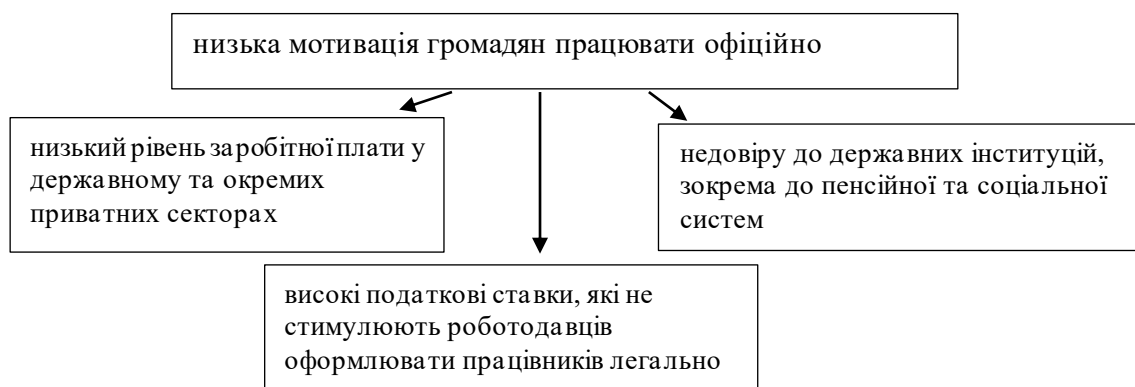 низька мотивація громадян працювати офіційно
низький рівень заробітної плати у
державному та окремих
приватних секторах
недовіру до державних інституцій,
зокрема до пенсійної та соціальної
систем
високі податкові ставки, які не
стимулюють роботодавців
оформлювати працівників легально